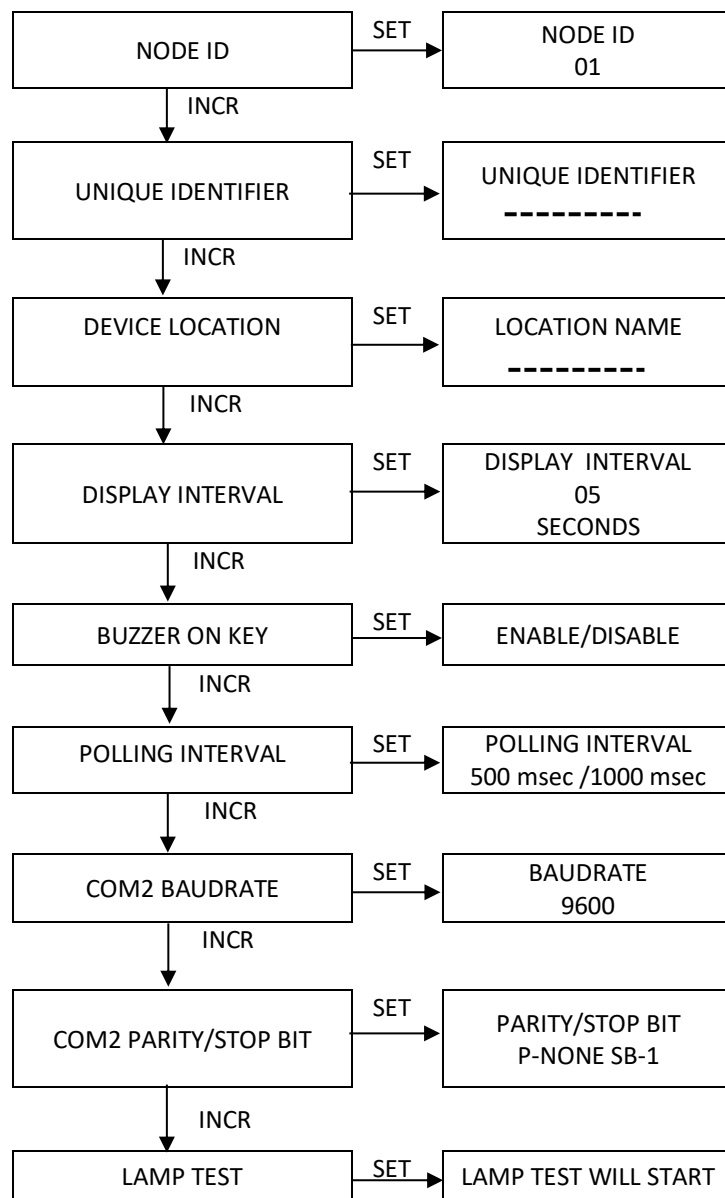 NODE ID
SET
NODE ID
01
INCR
UNIQUE IDENTIFIER
SET
UNIQUE IDENTIFIER
---------
INCR
DEVICE LOCATION
SET
LOCATION NAME
---------
INCR
DISPLAY INTERVAL
SET
DISPLAY INTERVAL
05
SECONDS
INCR
BUZZER ON KEY
SET
ENABLE/DISABLE
INCR
POLLING INTERVAL
SET
POLLING INTERVAL
500 msec /1000 msec
INCR
COM2 BAUDRATE
SET
BAUDRATE
9600
INCR
COM2 PARITY/STOP BIT
SET
PARITY/STOP BIT
P-NONE SB-1
INCR
LAMP TEST
SET
LAMP TEST WILL START